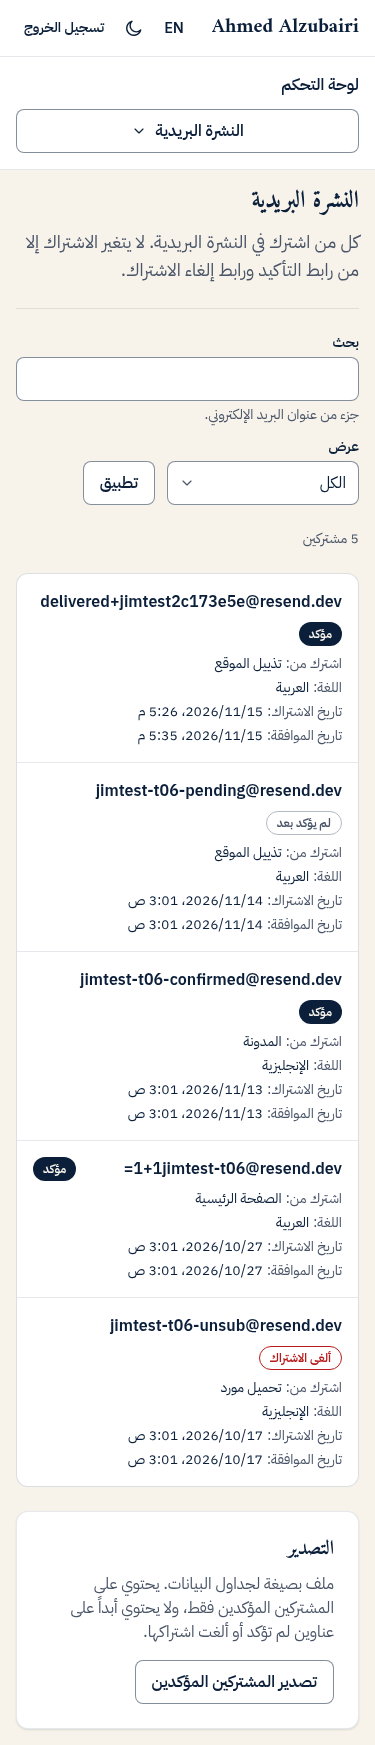 Ahmed Alzubairi
EN
تسجيل الخروج
لوحة التحكم
النشرة البريدية
النشرة البريدية
كل من اشترك في النشرة البريدية. لا يتغير الاشتراك إلا
من رابط التأكيد ورابط إلغاء الاشتراك.
بحث
جزء من عنوان البريد الإلكتروني.
عرض
الكل
تطبيق
5 مشتركين
delivered+jimtest2c173e5e@resend.dev
مؤكد
اشترك من: تذييل الموقع
اللغة: العربية
تاريخ الاشتراك: 2026/11/15، 5:26 م
تاريخ الموافقة: 2026/11/15، 5:35 م
jimtest-t06-pending@resend.dev
لم يؤكد بعد
اشترك من: تذييل الموقع
اللغة: العربية
تاريخ الاشتراك: 2026/11/14، 3:01 ص
تاريخ الموافقة: 2026/11/14، 3:01 ص
jimtest-t06-confirmed@resend.dev
مؤكد
اشترك من: المدونة
اللغة: الإنجليزية
تاريخ الاشتراك: 2026/11/13، 3:01 ص
تاريخ الموافقة: 2026/11/13، 3:01 ص
=1+1jimtest-t06@resend.dev
مؤكد
اشترك من: الصفحة الرئيسية
اللغة: العربية
تاريخ الاشتراك: 2026/10/27، 3:01 ص
تاريخ الموافقة: 2026/10/27، 3:01 ص
jimtest-t06-unsub@resend.dev
ألغى الاشتراك
اشترك من: تحميل مورد
اللغة: الإنجليزية
تاريخ الاشتراك: 2026/10/17، 3:01 ص
تاريخ الموافقة: 2026/10/17، 3:01 ص
التصدير
ملف بصيغة لجداول البيانات. يحتوي على
المشتركين المؤكدين فقط، ولا يحتوي أبداً على
عناوين لم تؤكد أو ألغت اشتراكها.
تصدير المشتركين المؤكدين